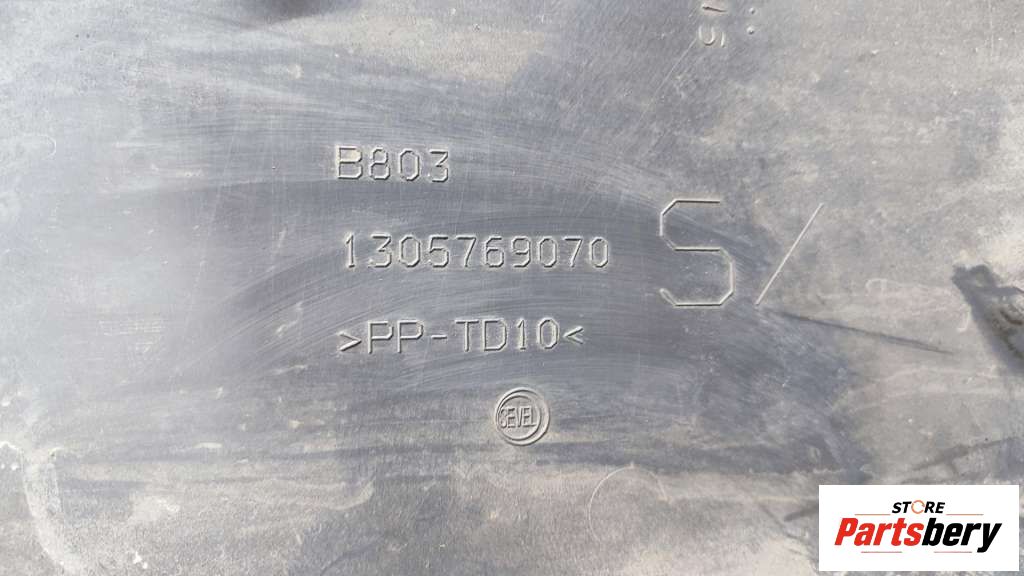 B803
1305769070
>PP-TD10<
S/
SEVEL
STORE
Partsbery